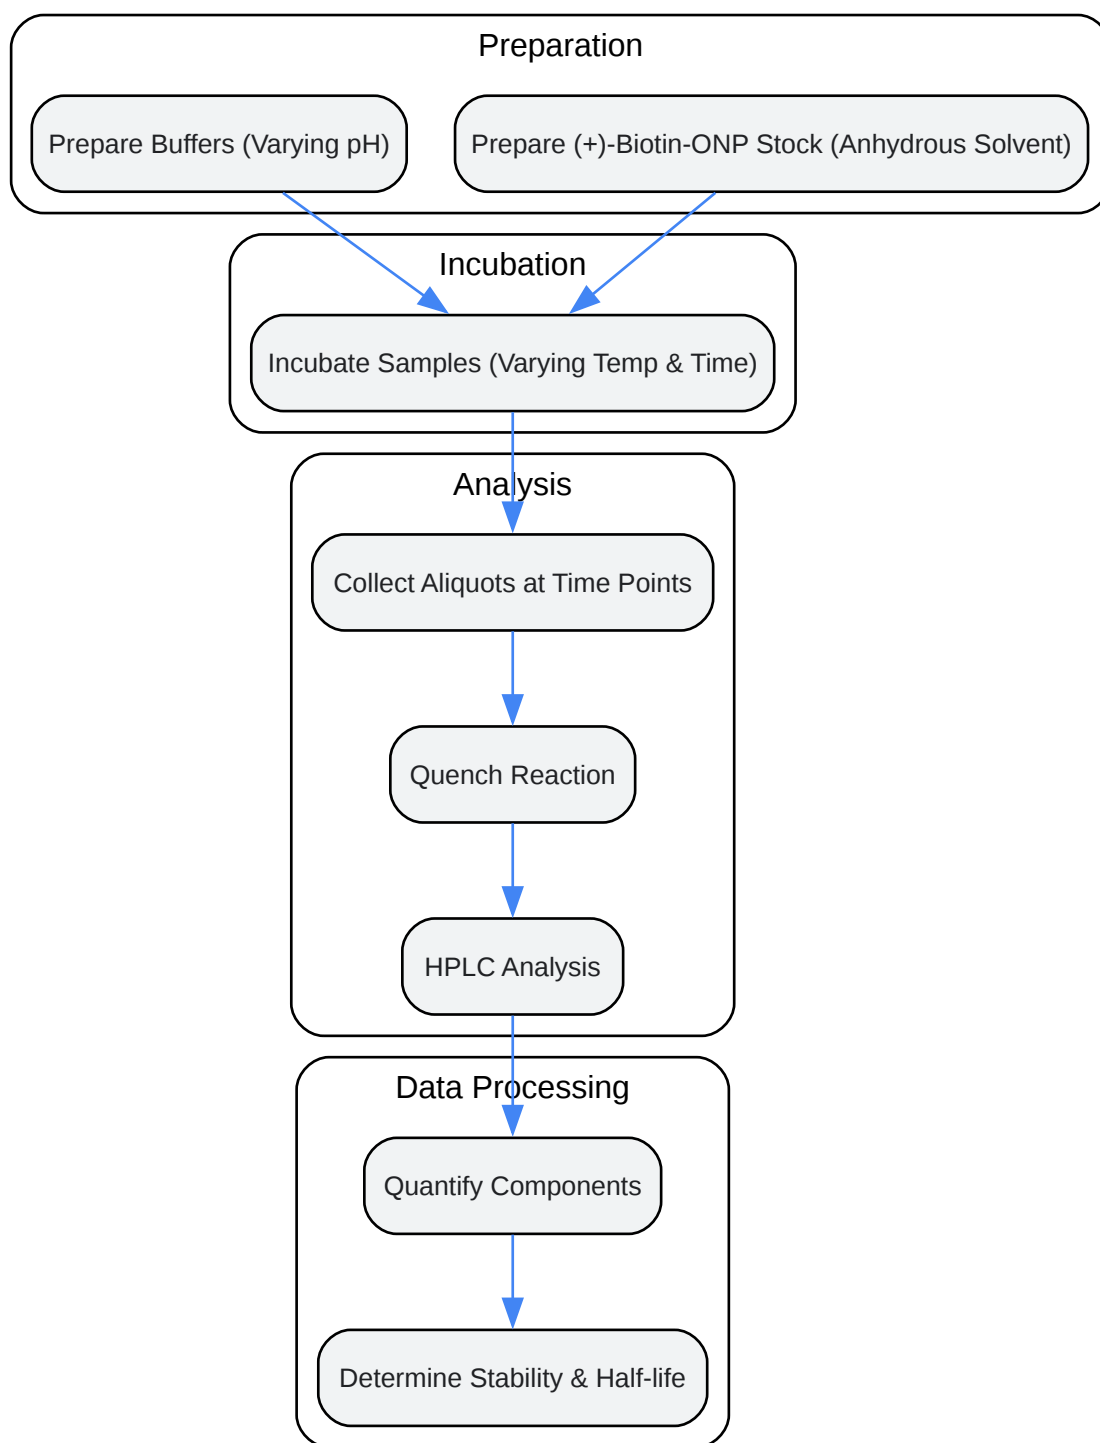 Preparation
Prepare Buffers (Varying pH)
Prepare (+)-Biotin-ONP Stock (Anhydrous Solvent)
Incubation
Incubate Samples (Varying Temp & Time)
Analysis
Collect Aliquots at Time Points
Quench Reaction
HPLC Analysis
Data Processing
Quantify Components
Determine Stability & Half-life